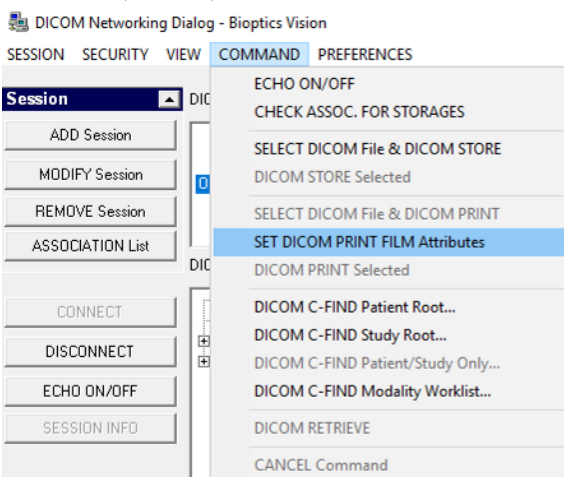 DICOM Networking Dialog - Bioptics Vision
SESSION SECURITY VIEW COMMAND PREFERENCES
Session
DIC
ADD Session
MODIFY Session
REMOVE Session
ASSOCIATION List
DIC
CONNECT
DISCONNECT
ECHO ON/OFF
SESSION INFO
ECHO ON/OFF
CHECK ASSOC. FOR STORAGES
SELECT DICOM File & DICOM STORE
DICOM STORE Selected
SELECT DICOM File & DICOM PRINT
SET DICOM PRINT FILM Attributes
DICOM PRINT Selected
DICOM C-FIND Patient Root...
DICOM C-FIND Study Root...
DICOM C-FIND Patient/Study Only...
DICOM C-FIND Modality Worklist...
DICOM RETRIEVE
CANCEL Command